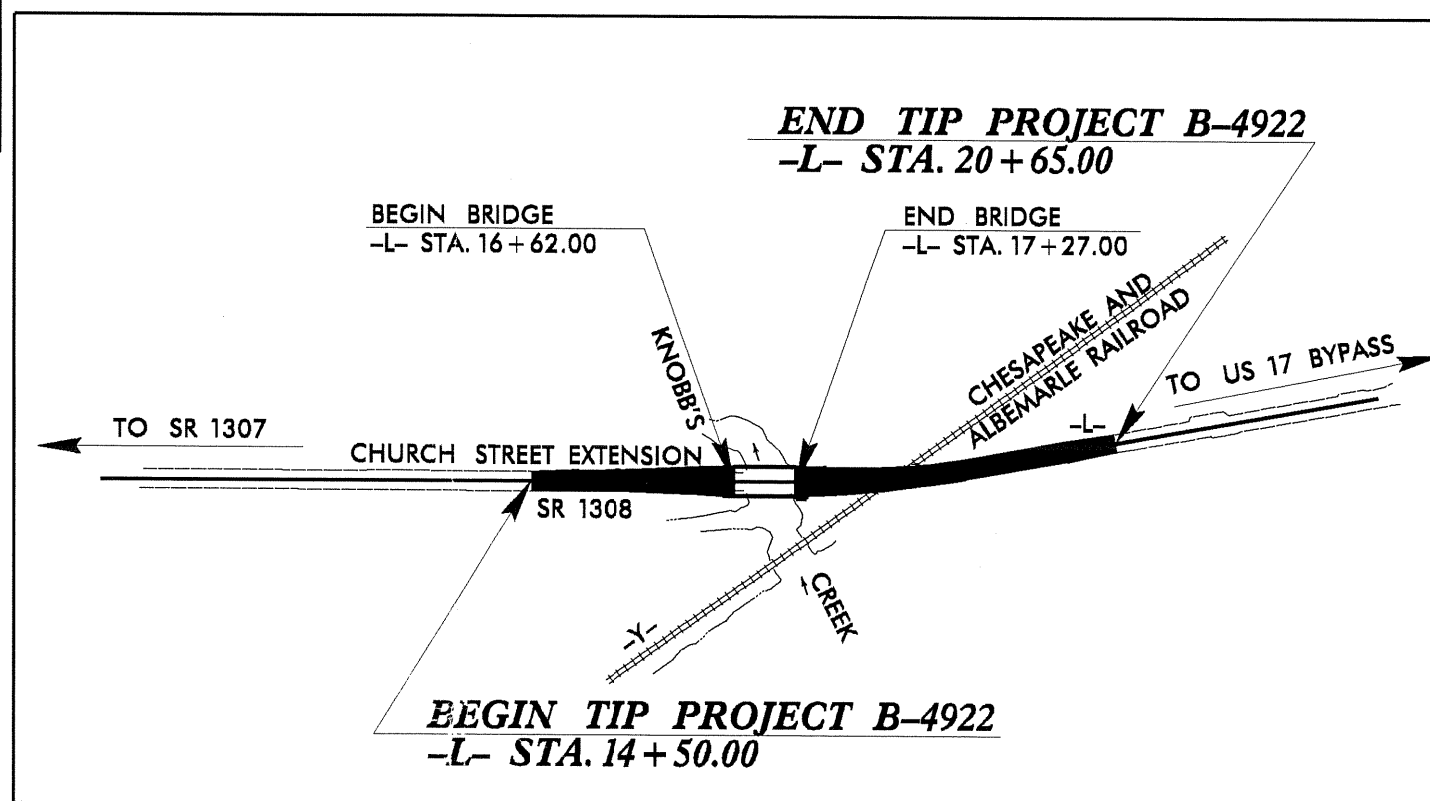 END TIP PROJECT B-4922
-L- STA. 20+65.00
BEGIN BRIDGE
-L- STA. 16+62.00
END BRIDGE
-L- STA. 17+27.00
KNOBB'S
CHESAPEAKE AND
ALBEMARLE RAILROAD
TO US 17 BYPASS
-L-
TO SR 1307
CHURCH STREET EXTENSION
SR 1308
CREEK
-Y-
BEGIN TIP PROJECT B-4922
-L- STA. 14+50.00